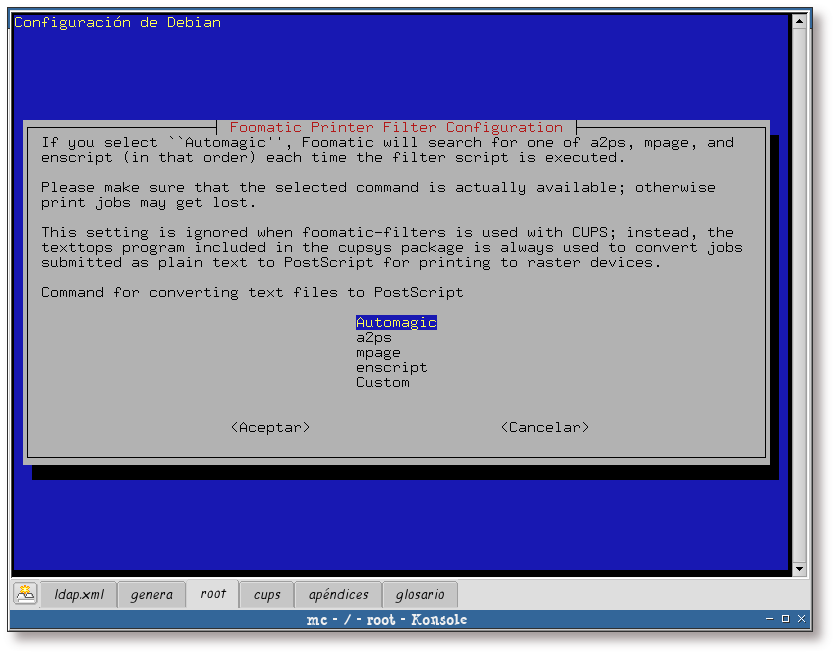 Configuración de Debian
Foomatic Printer Filter Configuration
If you select ``Automagic'', Foomatic will search for one of a2ps, mpage, and
enscript (in that order) each time the filter script is executed.
Please make sure that the selected command is actually available; otherwise
print jobs may get lost.
This setting is ignored when foomatic-filters is used with CUPS; instead, the
texttops program included in the cupsys package is always used to convert jobs
submitted as plain text to PostScript for printing to raster devices.
Command for converting text files to PostScript
Automagic
a2ps
mpage
enscript
Custom
<Aceptar> <Cancelar>
ldap.xml genera root cups apéndices glosario
mc - / - root - Konsole